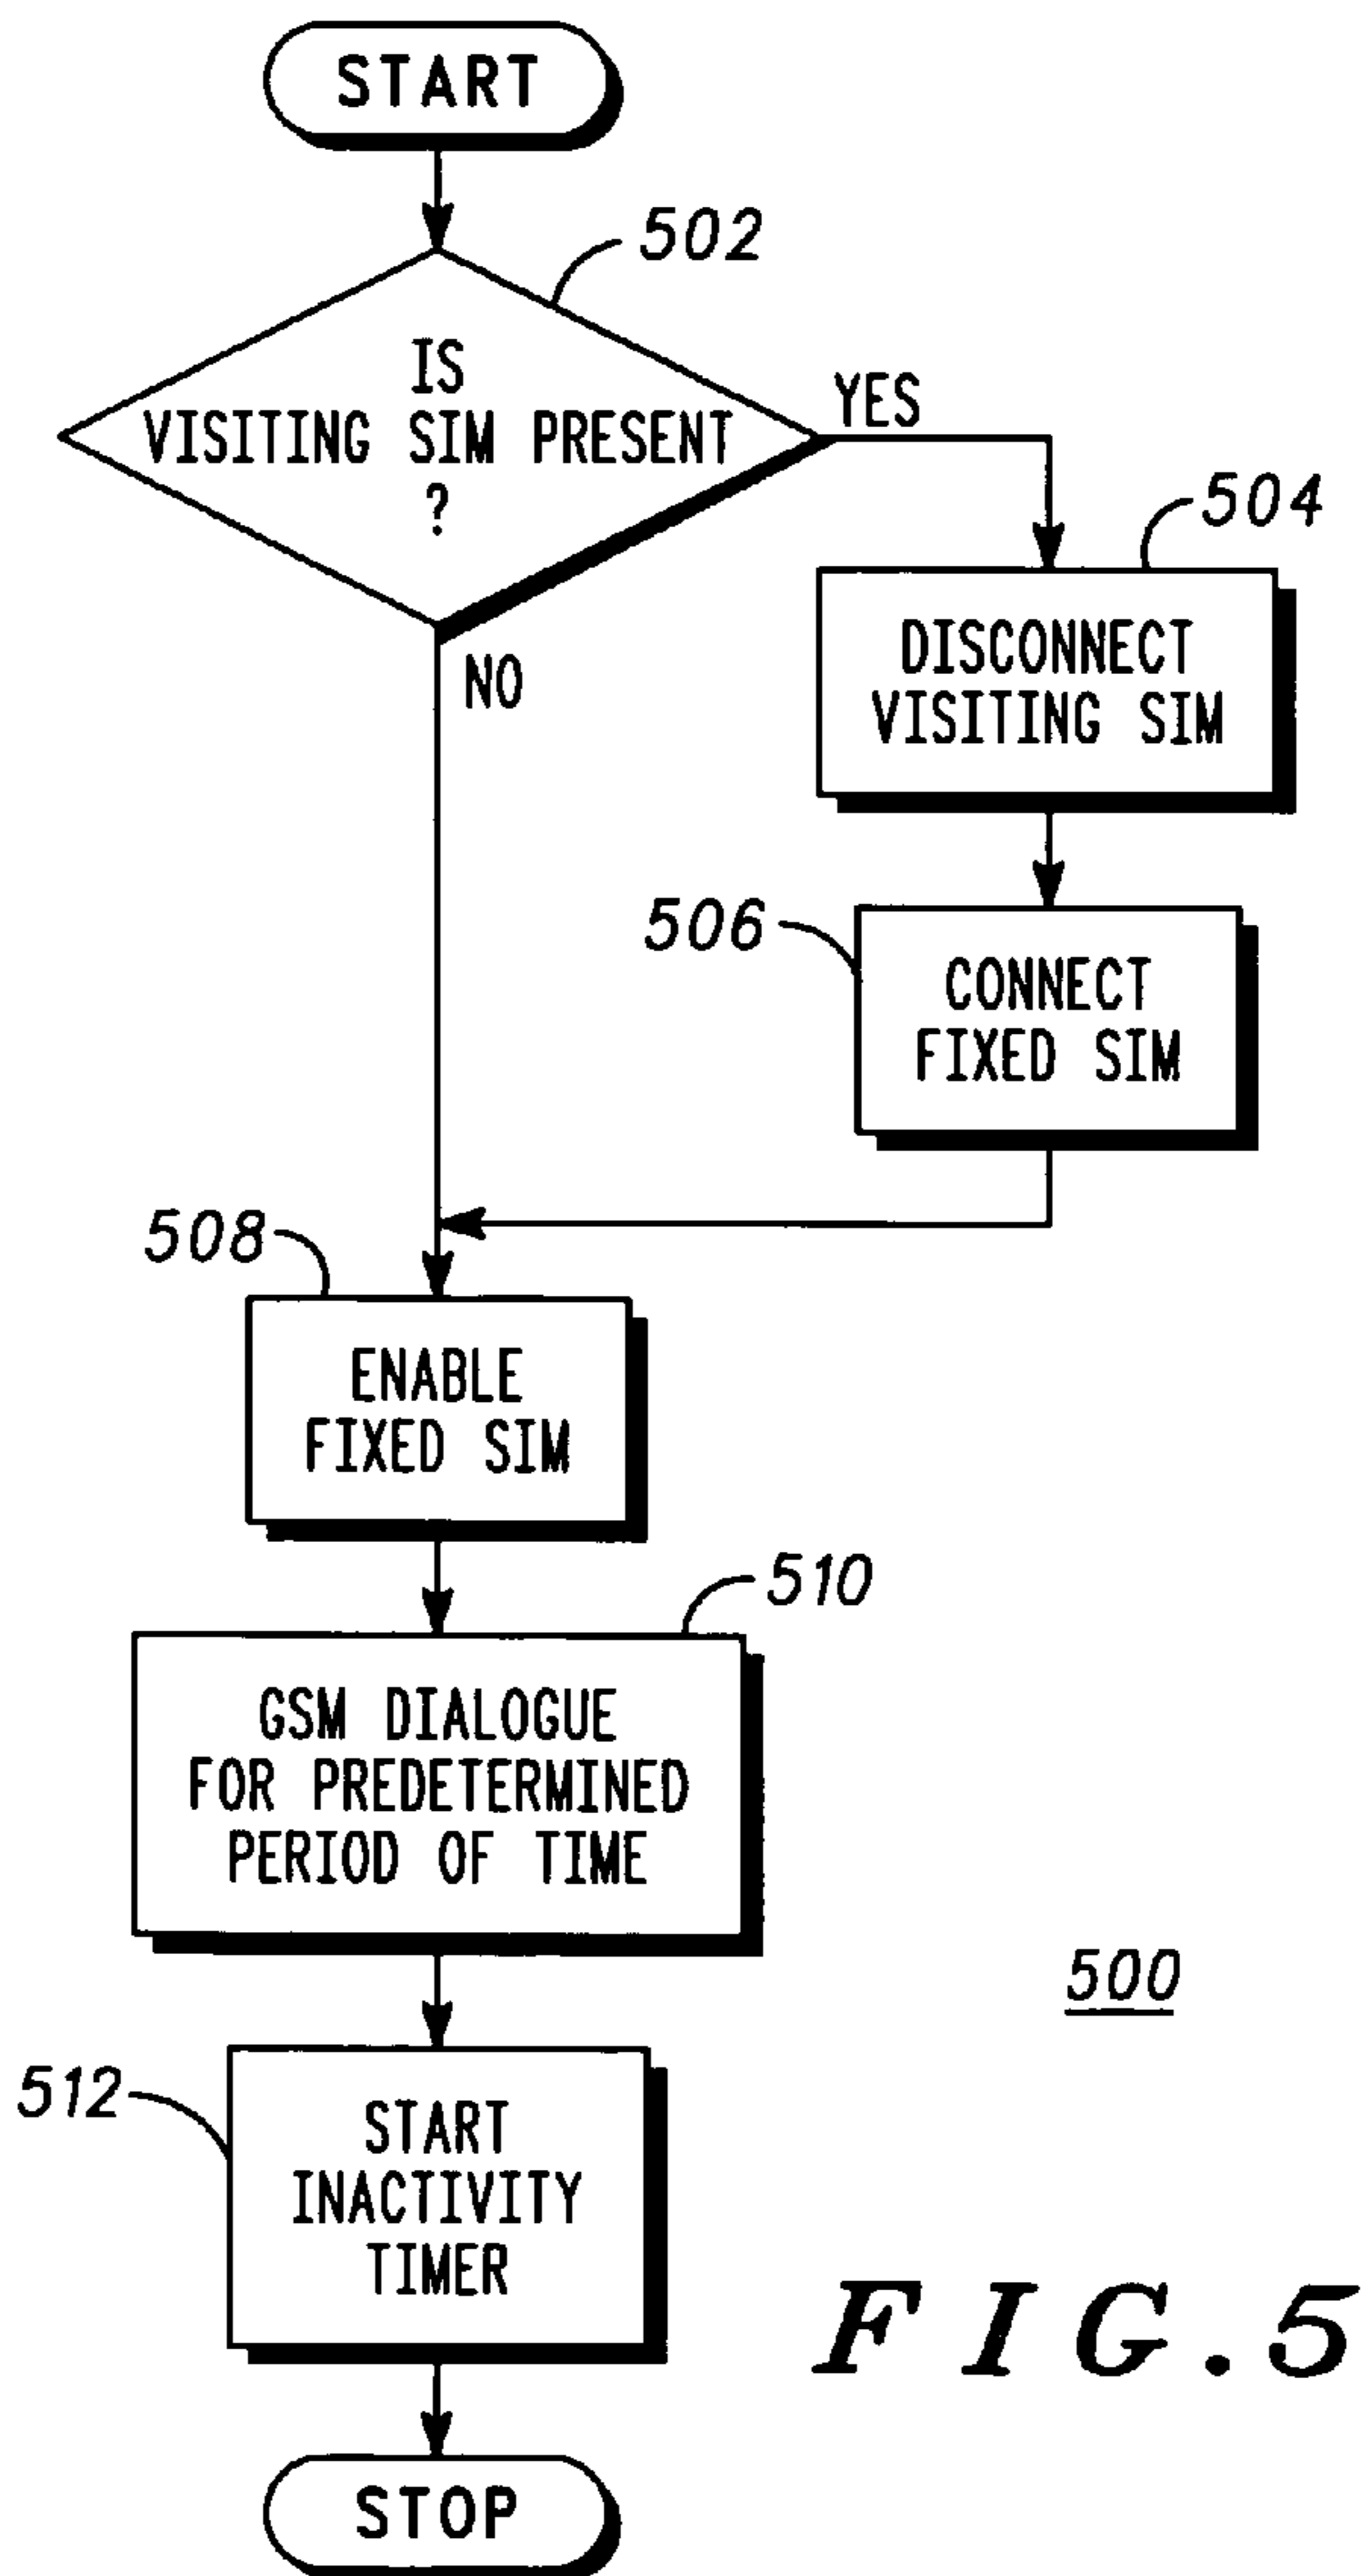 START
502
IS
VISITING SIM PRESENT
?
YES
NO
504
DISCONNECT
VISITING SIM
506
CONNECT
FIXED SIM
508
ENABLE
FIXED SIM
510
GSM DIALOGUE
FOR PREDETERMINED
PERIOD OF TIME
500
512
START
INACTIVITY
TIMER
FIG.5
STOP